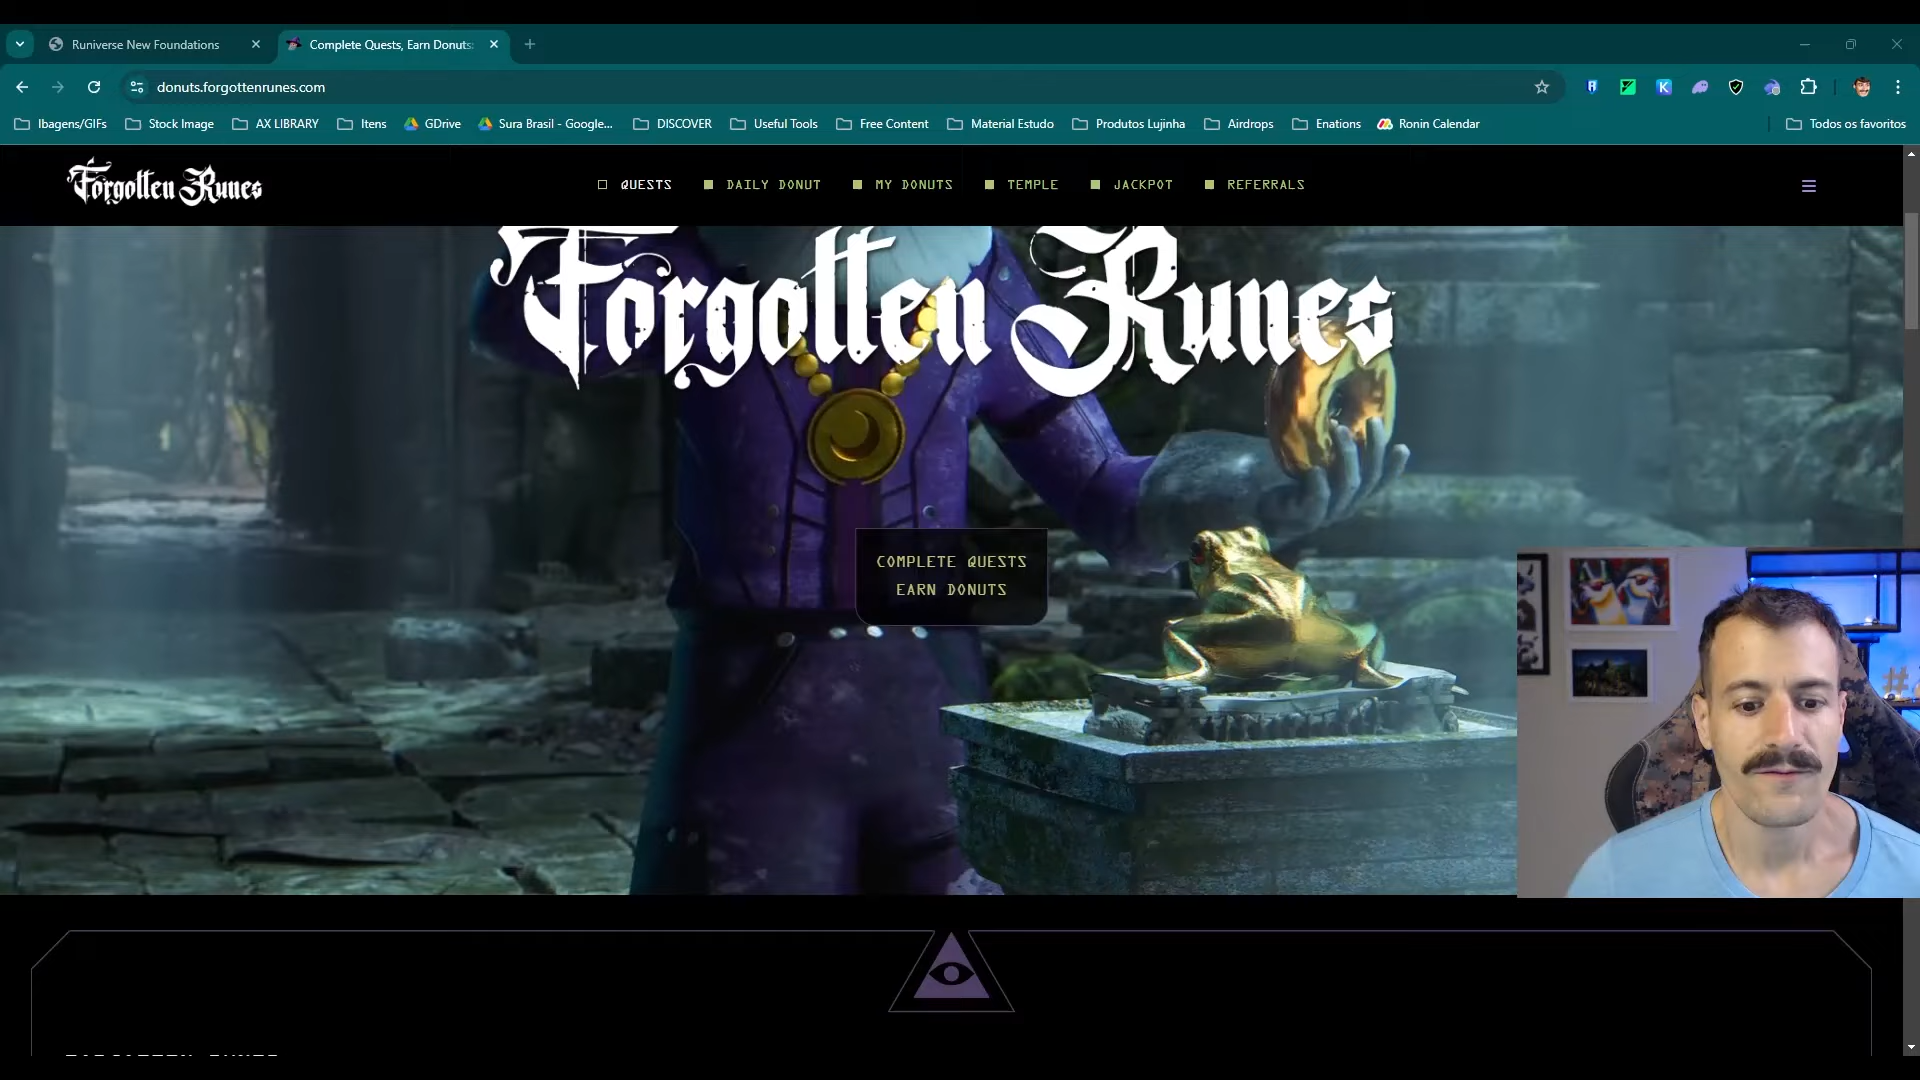 Runiverse New Foundations
Complete Quests, Earn Donuts:
donuts.forgottenrunes.com
Ibagens/GIFs
Stock Image
AX LIBRARY
Itens
GDrive
Sura Brasil - Google...
DISCOVER
Useful Tools
Free Content
Material Estudo
Produtos Lujinha
Airdrops
Enations
Ronin Calendar
Todos os favoritos
Forgotten Runes
QUESTS
DAILY DONUT
MY DONUTS
TEMPLE
JACKPOT
REFERRALS
Forgotten Runes
COMPLETE QUESTS
EARN DONUTS